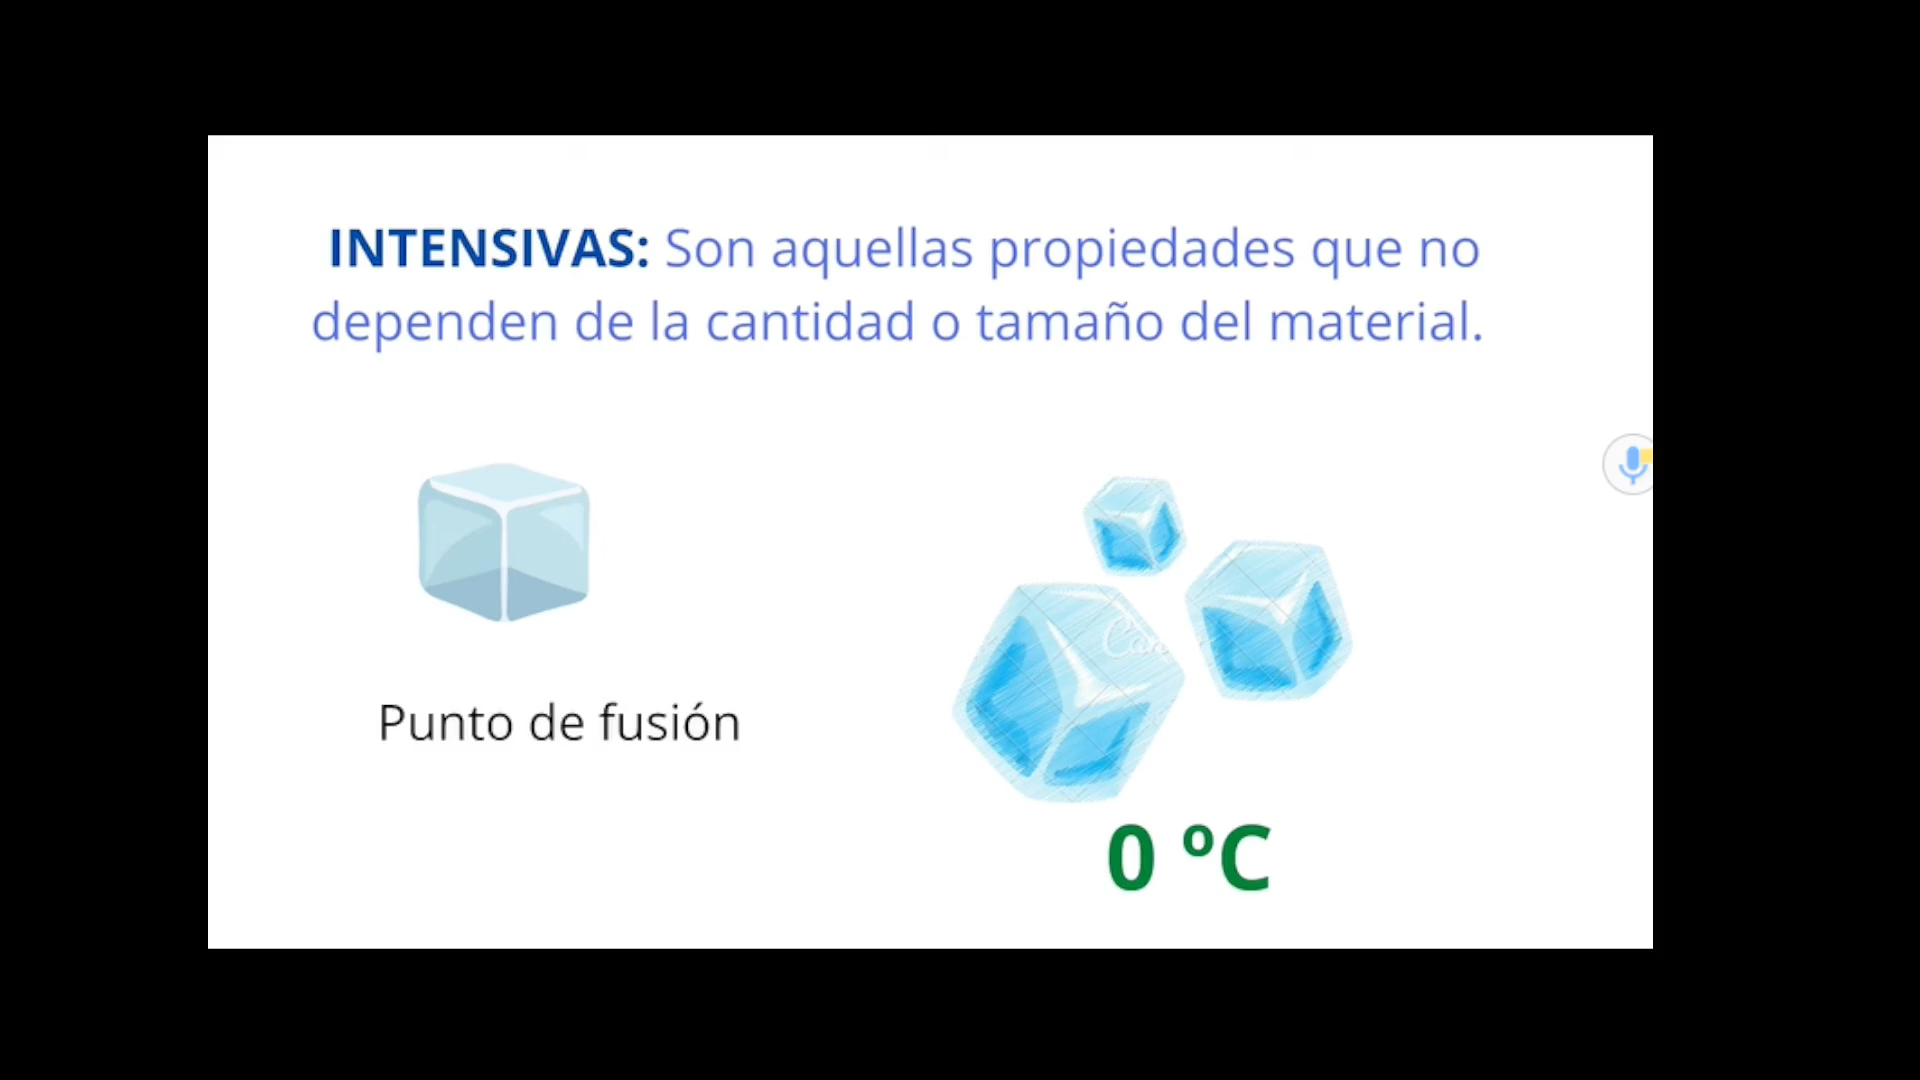 INTENSIVAS: Son aquellas propiedades que no
dependen de la cantidad o tamaño del material.
Punto de fusión
0 ºC